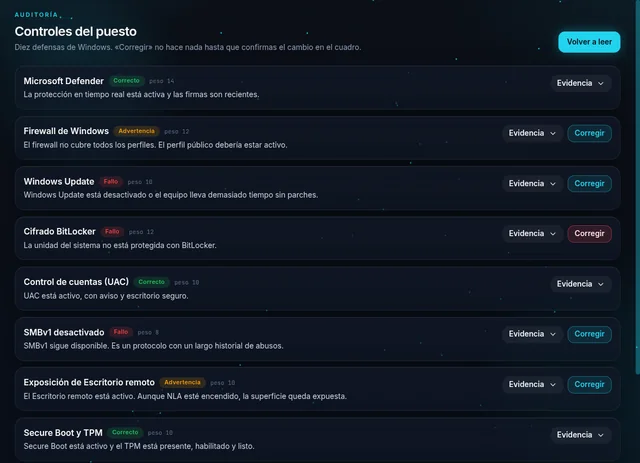 AUDITORÍA
Controles del puesto
Diez defensas de Windows. «Corregir» no hace nada hasta que confirmas el cambio en el cuadro.
Volver a leer
Microsoft Defender Correcto peso 14
Evidencia
La protección en tiempo real está activa y las firmas son recientes.
Firewall de Windows Advertencia peso 12
Evidencia Corregir
El firewall no cubre todos los perfiles. El perfil público debería estar activo.
Windows Update Fallo peso 10
Evidencia Corregir
Windows Update está desactivado o el equipo lleva demasiado tiempo sin parches.
Cifrado BitLocker Fallo peso 12
Evidencia Corregir
La unidad del sistema no está protegida con BitLocker.
Control de cuentas (UAC) Correcto peso 10
Evidencia
UAC está activo, con aviso y escritorio seguro.
SMBv1 desactivado Fallo peso 8
Evidencia Corregir
SMBv1 sigue disponible. Es un protocolo con un largo historial de abusos.
Exposición de Escritorio remoto Advertencia peso 10
Evidencia Corregir
El Escritorio remoto está activo. Aunque NLA esté encendido, la superficie queda expuesta.
Secure Boot y TPM Correcto peso 10
Evidencia
Secure Boot está activo y el TPM está presente, habilitado y listo.